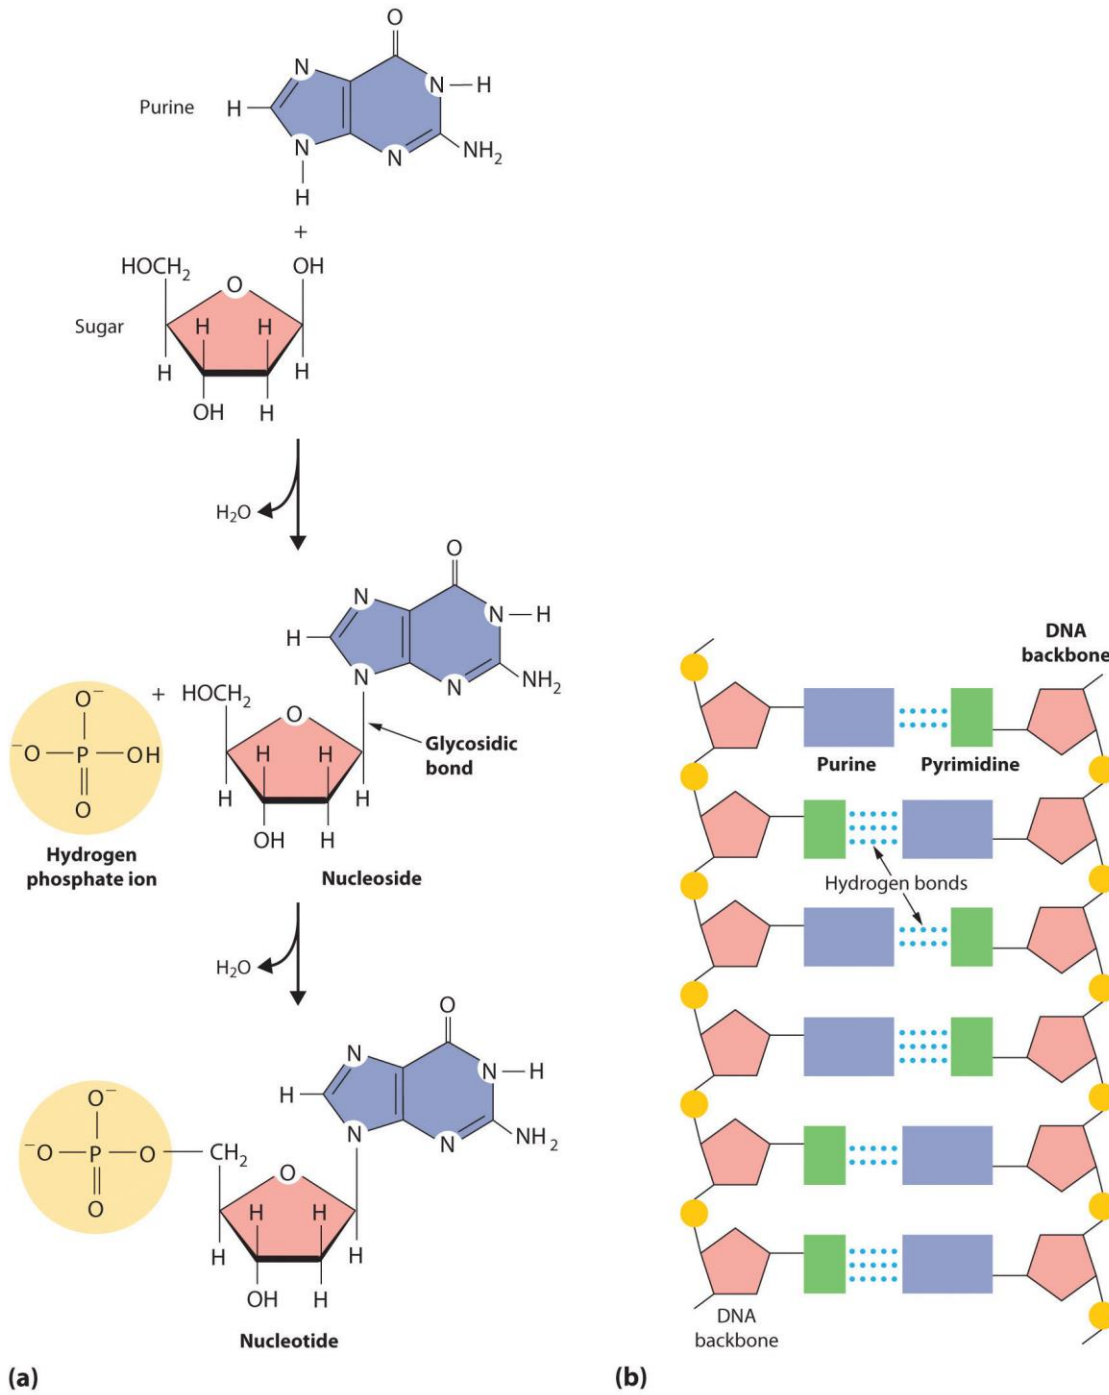 O
N
N—H
Purine
H
N
N
NH₂
H
+
HOCH₂
OH
O
Sugar
H
H
H
H
OH
H
H₂O
O
N
N—H
H
N
N
NH₂
O⁻
⁻O—P—OH
O
+
HOCH₂
O
Glycosidic
bond
H
H
H
H
OH
H
Hydrogen
phosphate ion
Nucleoside
H₂O
O
N
N—H
H
N
N
NH₂
O⁻
⁻O—P—O
O
CH₂
O
H
H
H
H
OH
H
Nucleotide
(a)
DNA
backbone
Purine
Pyrimidine
Hydrogen bonds
DNA
backbone
(b)